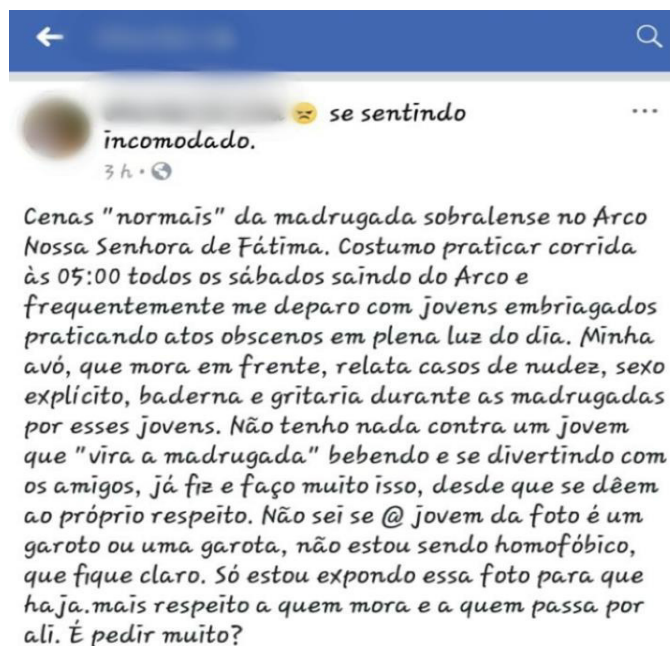 😠 se sentindo
incomodado.
3 h ·
Cenas "normais" da madrugada sobralense no Arco
Nossa Senhora de Fátima. Costumo praticar corrida
às 05:00 todos os sábados saindo do Arco e
frequentemente me deparo com jovens embriagados
praticando atos obscenos em plena luz do dia. Minha
avó, que mora em frente, relata casos de nudez, sexo
explícito, baderna e gritaria durante as madrugadas
por esses jovens. Não tenho nada contra um jovem
que "vira a madrugada" bebendo e se divertindo com
os amigos, já fiz e faço muito isso, desde que se dêem
ao próprio respeito. Não sei se @ jovem da foto é um
garoto ou uma garota, não estou sendo homofóbico,
que fique claro. Só estou expondo essa foto para que
haja.mais respeito a quem mora e a quem passa por
ali. É pedir muito?